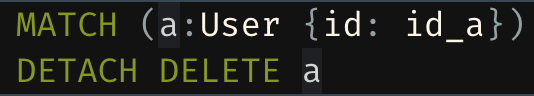 MATCH (a:User {id: id_a})
DETACH DELETE a